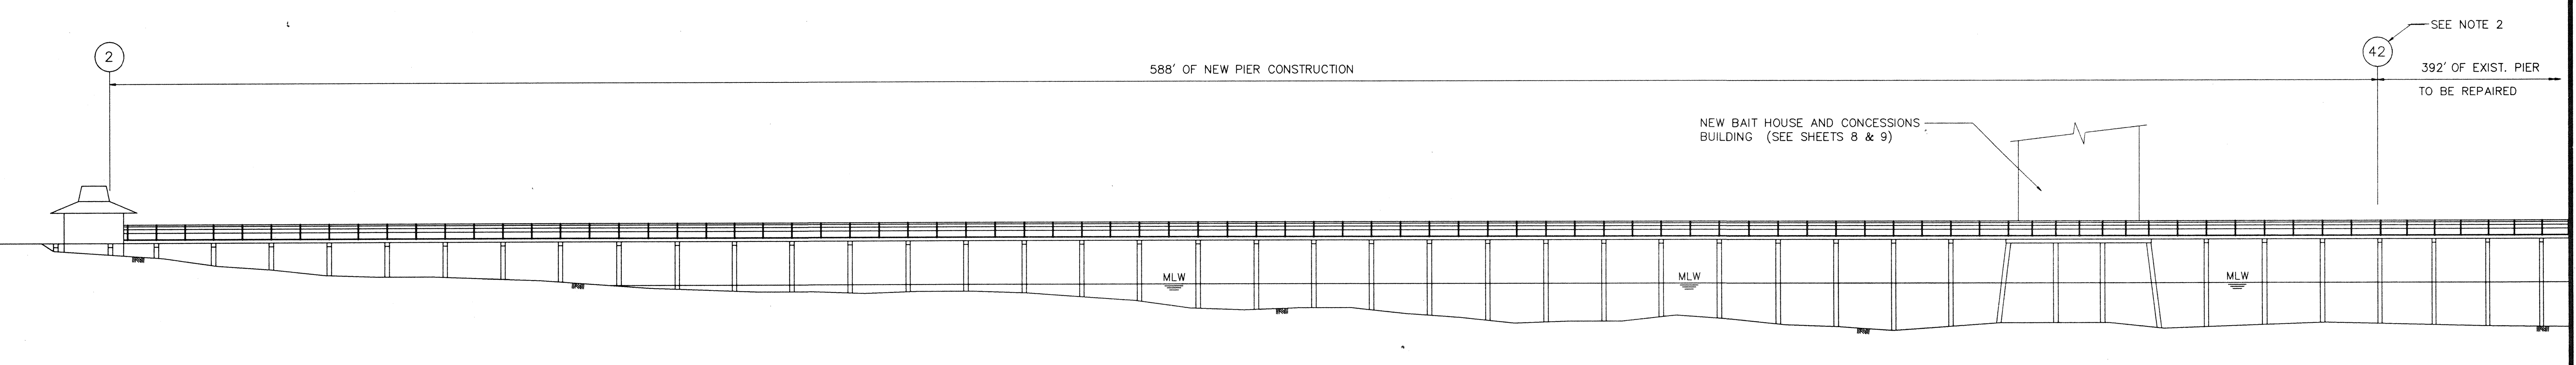 SEE NOTE 2
2
42
588' OF NEW PIER CONSTRUCTION
392' OF EXIST. PIER
TO BE REPAIRED
NEW BAIT HOUSE AND CONCESSIONS
BUILDING (SEE SHEETS 8 & 9)
MLW
MLW
MLW